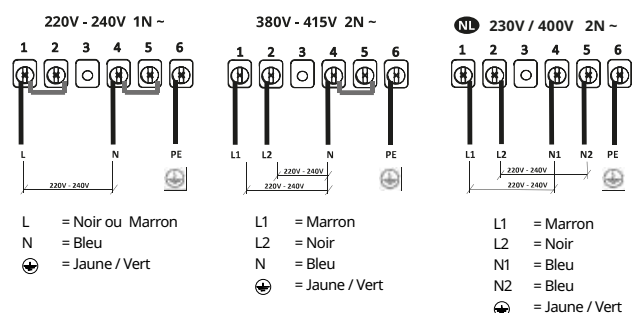 220V - 240V 1N ~
1 2 3 4 5 6
L N PE
220V - 240V
L = Noir ou Marron
N = Bleu
= Jaune / Vert
380V - 415V 2N ~
1 2 3 4 5 6
L1 L2 N PE
220V - 240V
220V - 240V
L1 = Marron
L2 = Noir
N = Bleu
= Jaune / Vert
NL 230V / 400V 2N ~
1 2 3 4 5 6
L1 L2 N1 N2 PE
220V - 240V
220V - 240V
L1 = Marron
L2 = Noir
N1 = Bleu
N2 = Bleu
= Jaune / Vert